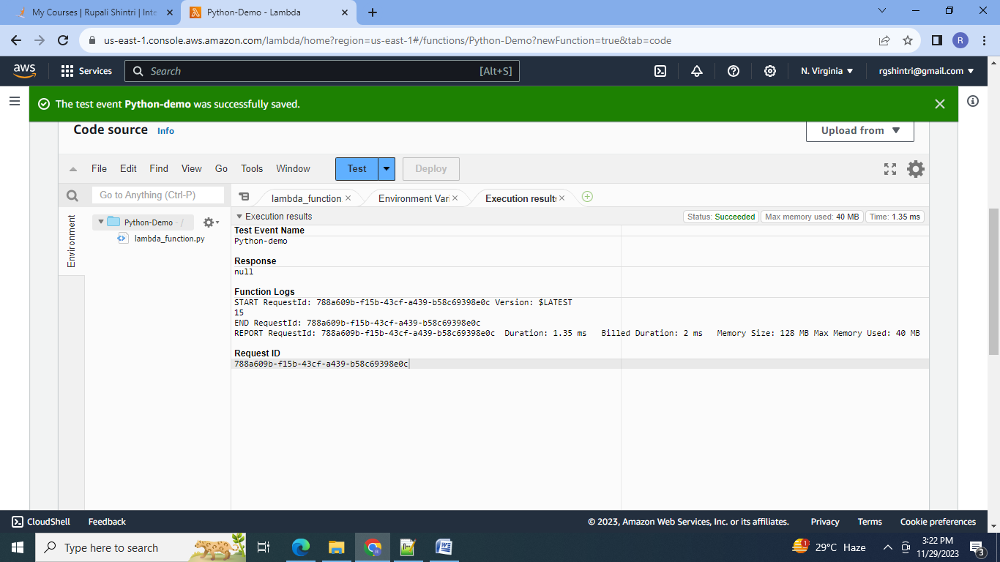 My Courses | Rupali Shintri | Inte
Python-Demo - Lambda
us-east-1.console.aws.amazon.com/lambda/home?region=us-east-1#/functions/Python-Demo?newFunction=true&tab=code
R
aws
Services
Search
[Alt+S]
N. Virginia
rgshintri@gmail.com
The test event Python-demo was successfully saved.
Code source Info
Upload from
File Edit Find View Go Tools Window
Test
Deploy
Go to Anything (Ctrl-P)
lambda_function
Environment Vari
Execution results
Environment
Python-Demo - /
lambda_function.py
Execution results
Status: Succeeded
Max memory used: 40 MB
Time: 1.35 ms
Test Event Name
Python-demo
Response
null
Function Logs
START RequestId: 788a609b-f15b-43cf-a439-b58c69398e0c Version: $LATEST
15
END RequestId: 788a609b-f15b-43cf-a439-b58c69398e0c
REPORT RequestId: 788a609b-f15b-43cf-a439-b58c69398e0c Duration: 1.35 ms Billed Duration: 2 ms Memory Size: 128 MB Max Memory Used: 40 MB
Request ID
788a609b-f15b-43cf-a439-b58c69398e0c
CloudShell
Feedback
© 2023, Amazon Web Services, Inc. or its affiliates.
Privacy
Terms
Cookie preferences
Type here to search
1
29°C Haze
3:22 PM
11/29/2023
3